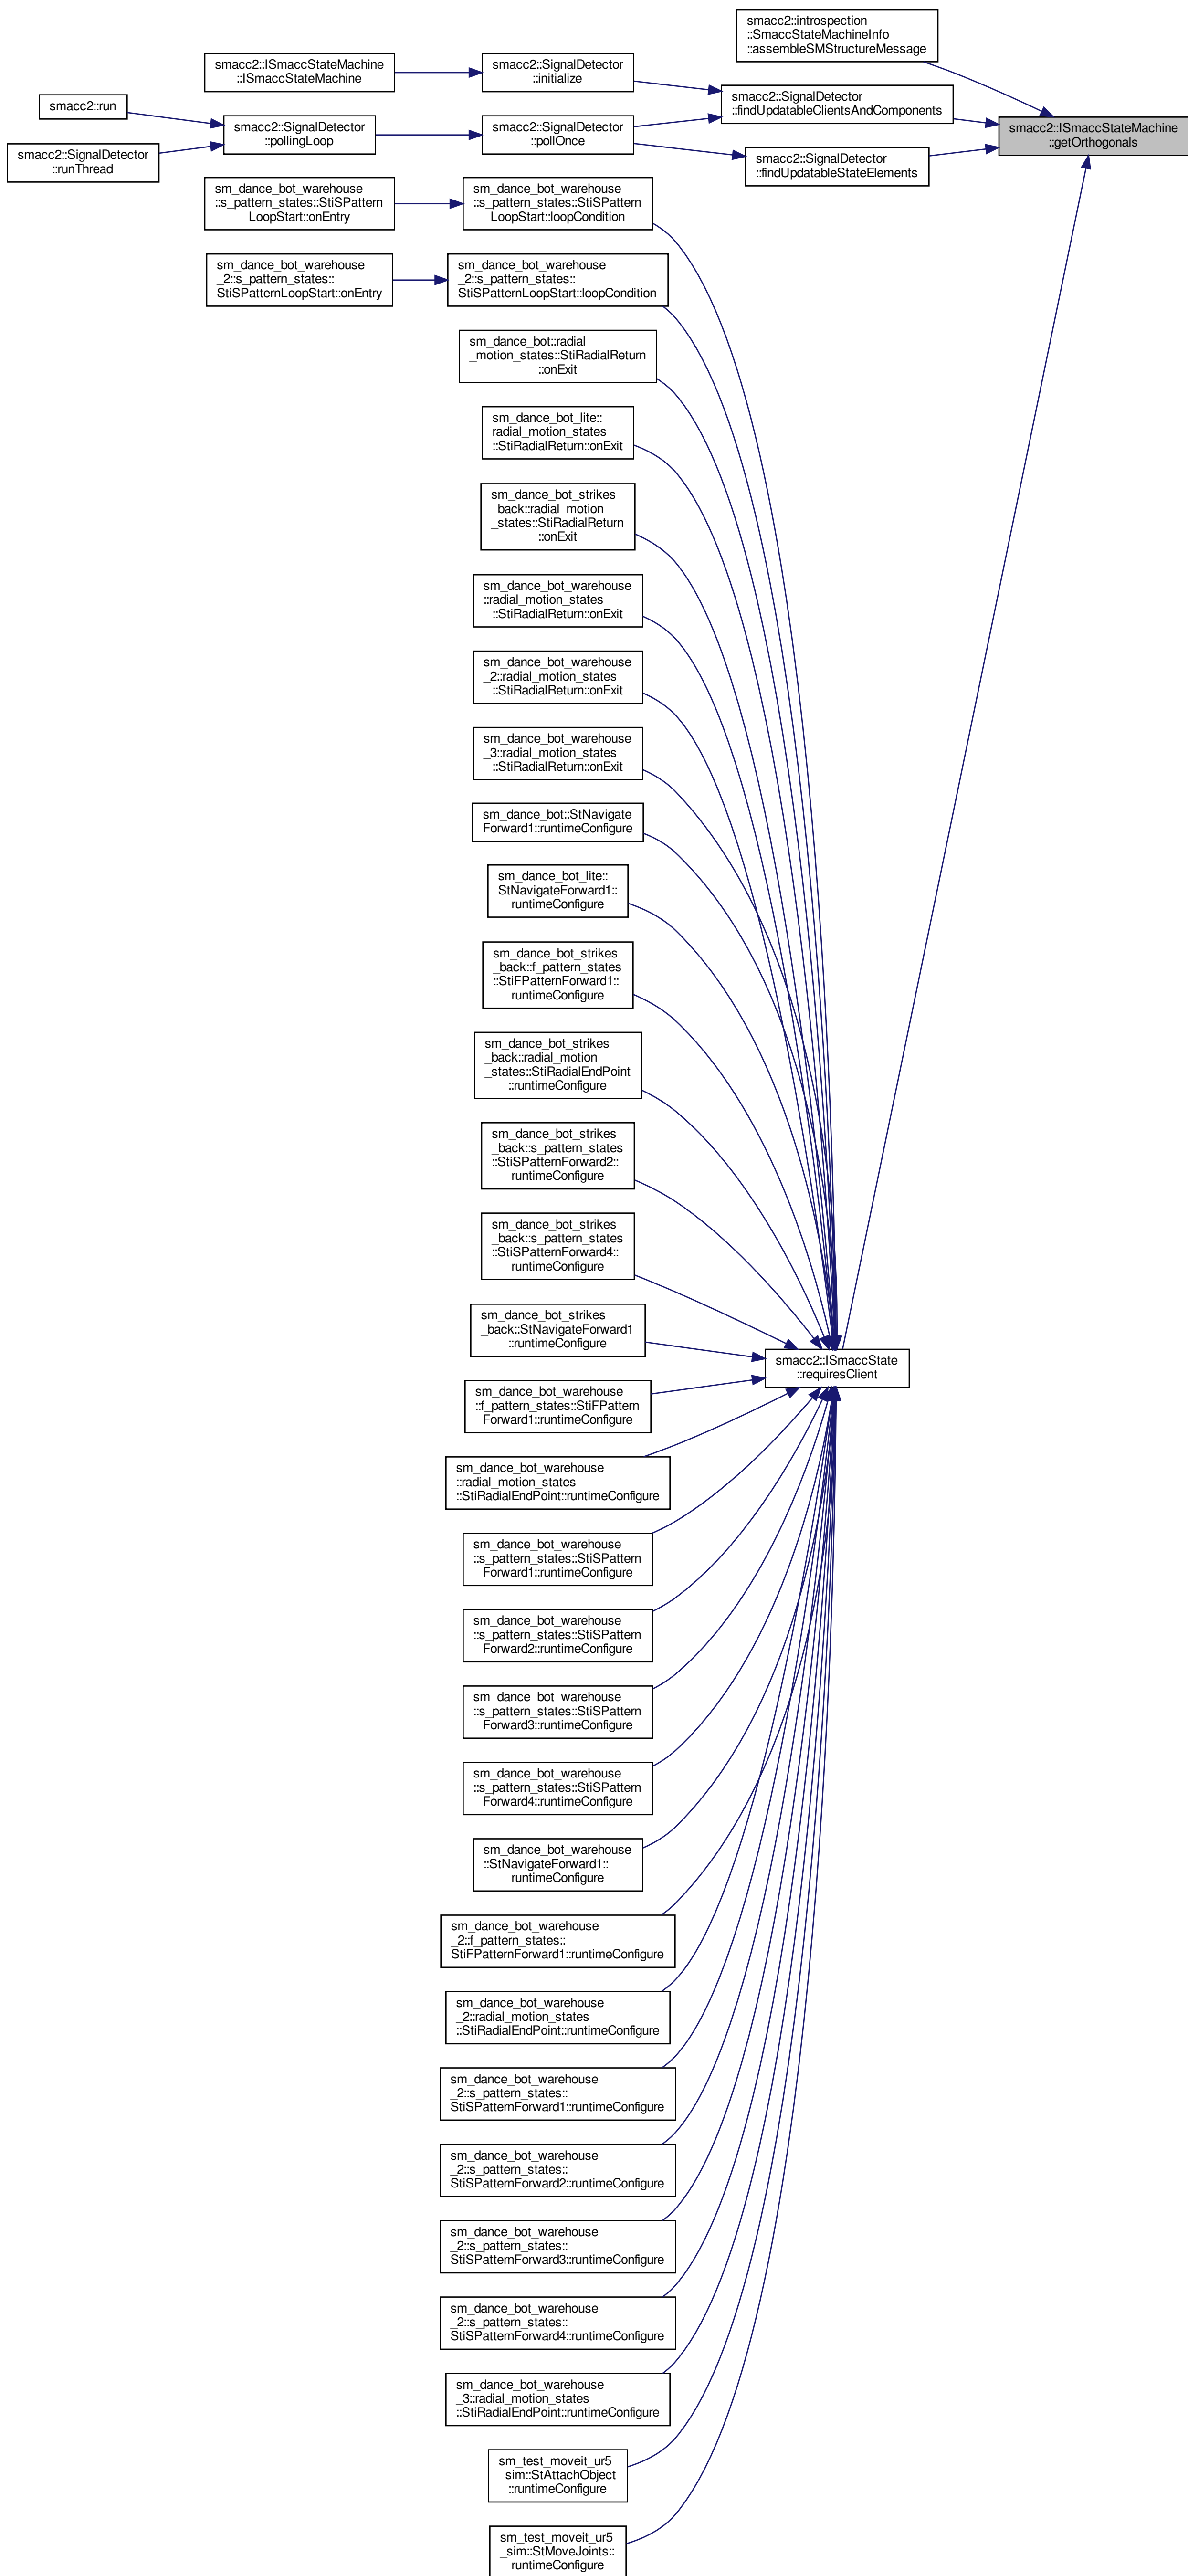 smacc2::introspection
::SmaccStateMachineInfo
::assembleSMStructureMessage
smacc2::ISmaccStateMachine
::ISmaccStateMachine
smacc2::SignalDetector
::initialize
smacc2::SignalDetector
::findUpdatableClientsAndComponents
smacc2::run
smacc2::SignalDetector
::pollingLoop
smacc2::SignalDetector
::pollOnce
smacc2::ISmaccStateMachine
::getOrthogonals
smacc2::SignalDetector
::runThread
smacc2::SignalDetector
::findUpdatableStateElements
sm_dance_bot_warehouse
::s_pattern_states::StiSPattern
LoopStart::onEntry
sm_dance_bot_warehouse
::s_pattern_states::StiSPattern
LoopStart::loopCondition
sm_dance_bot_warehouse
_2::s_pattern_states::
StiSPatternLoopStart::onEntry
sm_dance_bot_warehouse
_2::s_pattern_states::
StiSPatternLoopStart::loopCondition
sm_dance_bot::radial
_motion_states::StiRadialReturn
::onExit
sm_dance_bot_lite::
radial_motion_states
::StiRadialReturn::onExit
sm_dance_bot_strikes
_back::radial_motion
_states::StiRadialReturn
::onExit
sm_dance_bot_warehouse
::radial_motion_states
::StiRadialReturn::onExit
sm_dance_bot_warehouse
_2::radial_motion_states
::StiRadialReturn::onExit
sm_dance_bot_warehouse
_3::radial_motion_states
::StiRadialReturn::onExit
sm_dance_bot::StNavigate
Forward1::runtimeConfigure
sm_dance_bot_lite::
StNavigateForward1::
runtimeConfigure
sm_dance_bot_strikes
_back::f_pattern_states
::StiFPatternForward1::
runtimeConfigure
sm_dance_bot_strikes
_back::radial_motion
_states::StiRadialEndPoint
::runtimeConfigure
sm_dance_bot_strikes
_back::s_pattern_states
::StiSPatternForward2::
runtimeConfigure
sm_dance_bot_strikes
_back::s_pattern_states
::StiSPatternForward4::
runtimeConfigure
sm_dance_bot_strikes
_back::StNavigateForward1
::runtimeConfigure
smacc2::ISmaccState
::requiresClient
sm_dance_bot_warehouse
::f_pattern_states::StiFPattern
Forward1::runtimeConfigure
sm_dance_bot_warehouse
::radial_motion_states
::StiRadialEndPoint::runtimeConfigure
sm_dance_bot_warehouse
::s_pattern_states::StiSPattern
Forward1::runtimeConfigure
sm_dance_bot_warehouse
::s_pattern_states::StiSPattern
Forward2::runtimeConfigure
sm_dance_bot_warehouse
::s_pattern_states::StiSPattern
Forward3::runtimeConfigure
sm_dance_bot_warehouse
::s_pattern_states::StiSPattern
Forward4::runtimeConfigure
sm_dance_bot_warehouse
::StNavigateForward1::
runtimeConfigure
sm_dance_bot_warehouse
_2::f_pattern_states::
StiFPatternForward1::runtimeConfigure
sm_dance_bot_warehouse
_2::radial_motion_states
::StiRadialEndPoint::runtimeConfigure
sm_dance_bot_warehouse
_2::s_pattern_states::
StiSPatternForward1::runtimeConfigure
sm_dance_bot_warehouse
_2::s_pattern_states::
StiSPatternForward2::runtimeConfigure
sm_dance_bot_warehouse
_2::s_pattern_states::
StiSPatternForward3::runtimeConfigure
sm_dance_bot_warehouse
_2::s_pattern_states::
StiSPatternForward4::runtimeConfigure
sm_dance_bot_warehouse
_3::radial_motion_states
::StiRadialEndPoint::runtimeConfigure
sm_test_moveit_ur5
_sim::StAttachObject
::runtimeConfigure
sm_test_moveit_ur5
_sim::StMoveJoints::
runtimeConfigure